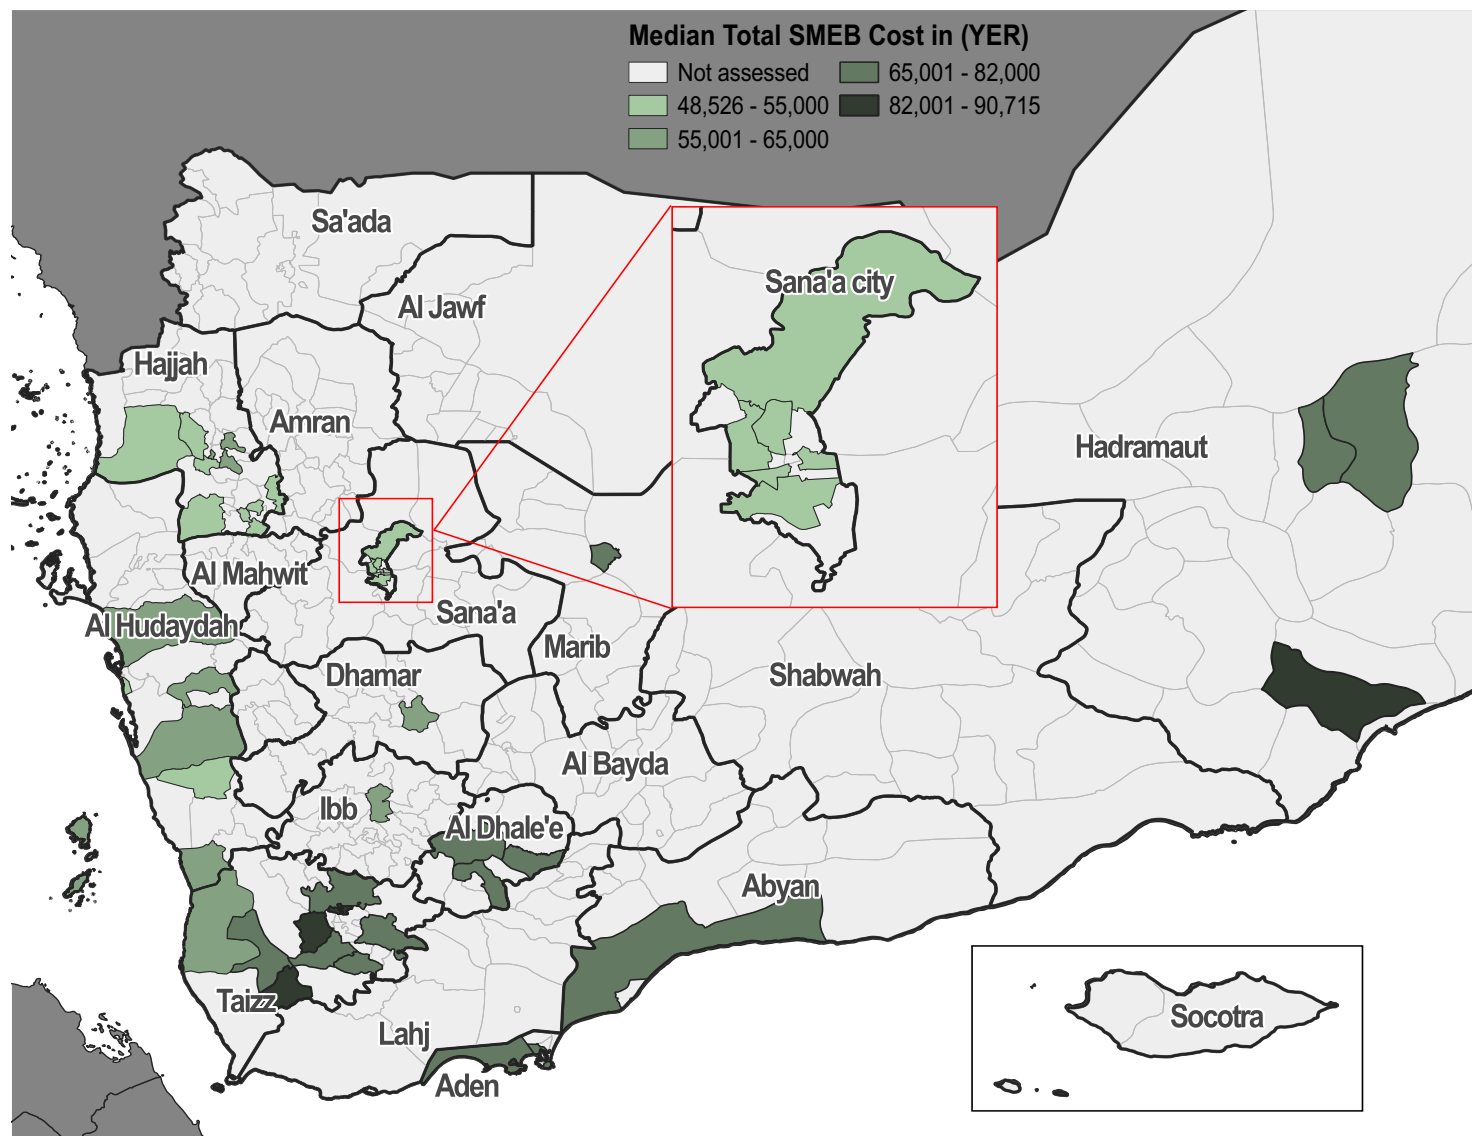 Median Total SMEB Cost in (YER)
Not assessed
48,526 - 55,000
55,001 - 65,000
65,001 - 82,000
82,001 - 90,715
Sa'ada
Al Jawf
Sana'a city
Hajjah
Amran
Hadramaut
Al Mahwit
Sana'a
Al Hudaydah
Marib
Dhamar
Shabwah
Al Bayda
Ibb
Al Dhale'e
Abyan
Taizz
Lahj
Socotra
Aden